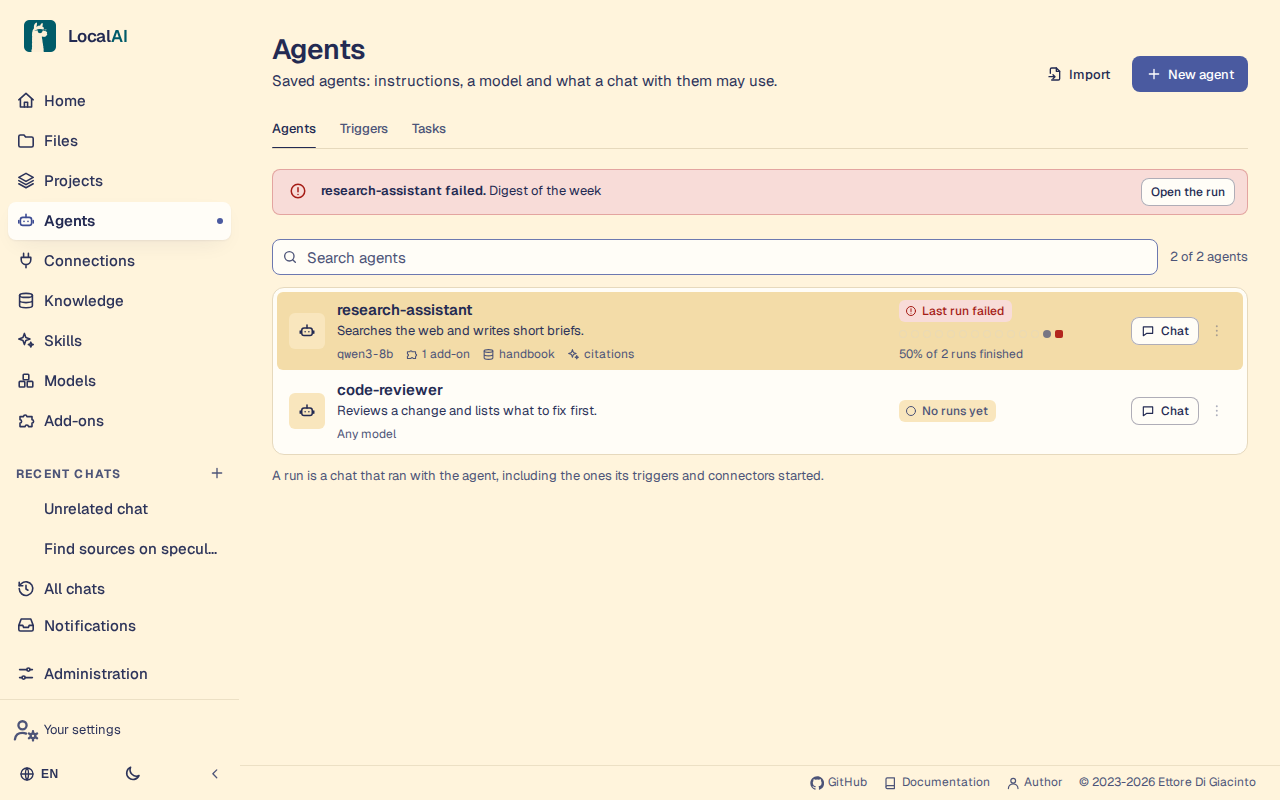 LocalAI
Home
Files
Projects
Agents
Connections
Knowledge
Skills
Models
Add-ons
RECENT CHATS
Unrelated chat
Find sources on specul...
All chats
Notifications
Administration
Your settings
EN
Agents
Saved agents: instructions, a model and what a chat with them may use.
Import
New agent
Agents Triggers Tasks
research-assistant failed. Digest of the week
Open the run
Search agents
2 of 2 agents
research-assistant
Searches the web and writes short briefs.
qwen3-8b 1 add-on handbook citations
Last run failed
50% of 2 runs finished
Chat
code-reviewer
Reviews a change and lists what to fix first.
Any model
No runs yet
Chat
A run is a chat that ran with the agent, including the ones its triggers and connectors started.
GitHub Documentation Author © 2023-2026 Ettore Di Giacinto